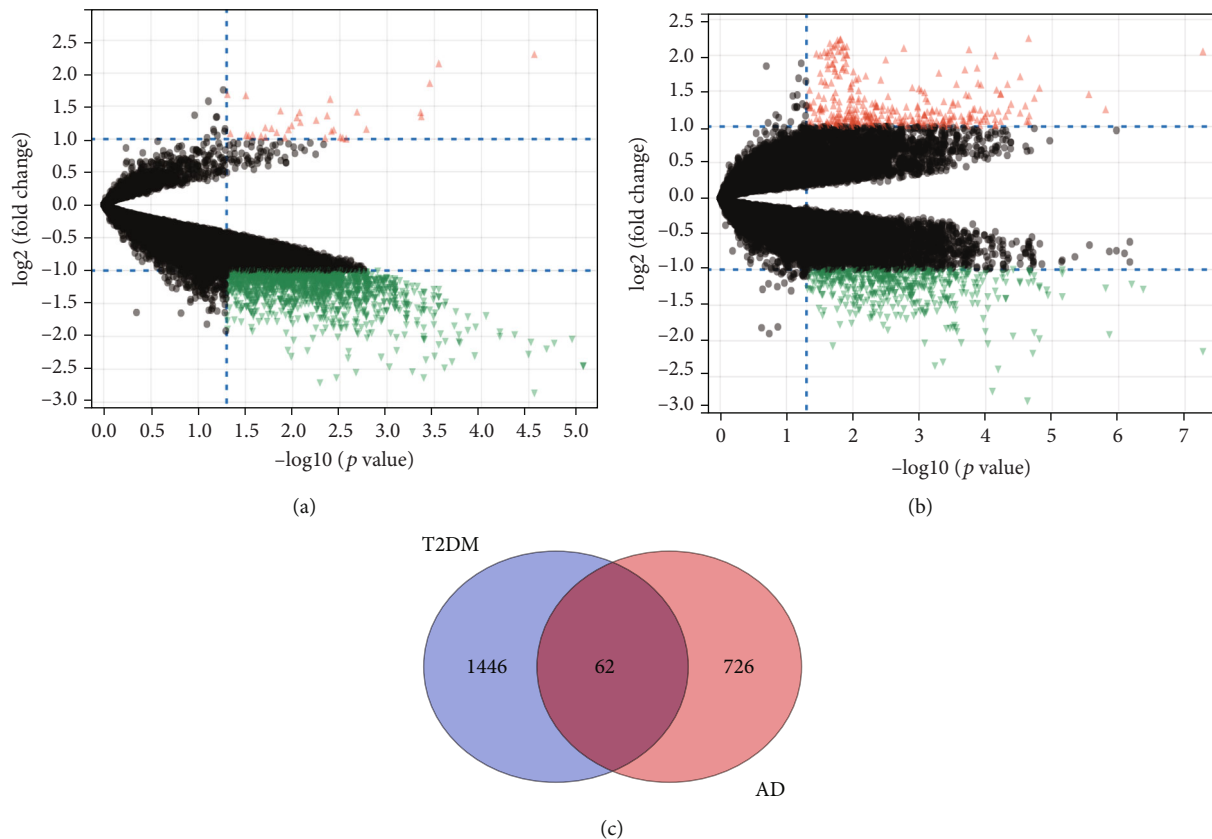 2.5
2.0
1.5
1.0
0.5
0.0
−0.5
−1.0
−1.5
−2.0
−2.5
−3.0
log2 (fold change)
0.0 0.5 1.0 1.5 2.0 2.5 3.0 3.5 4.0 4.5 5.0
−log10 (p value)
(a)
2.5
2.0
1.5
1.0
0.5
0.0
−0.5
−1.0
−1.5
−2.0
−2.5
−3.0
log2 (fold change)
0 1 2 3 4 5 6 7
−log10 (p value)
(b)
T2DM
1446 62 726
AD
(c)